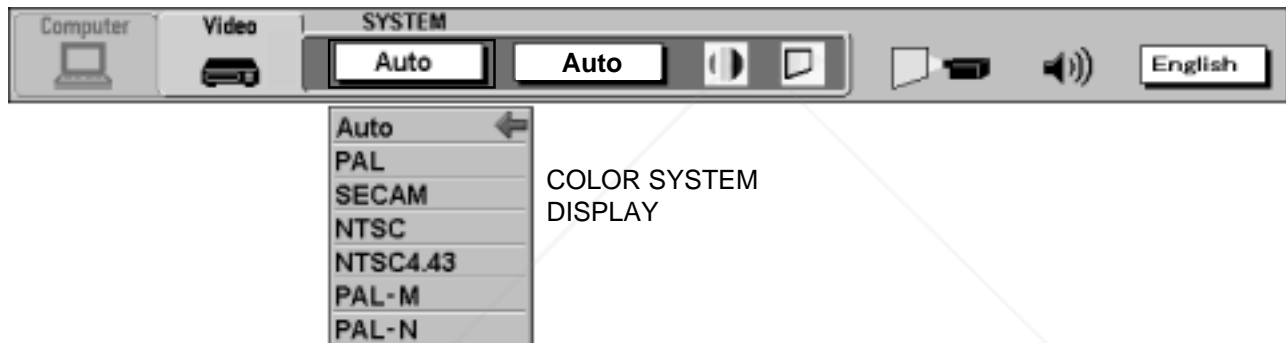 Computer Video SYSTEM
Auto Auto English
Auto
PAL
SECAM
NTSC
NTSC4.43
PAL-M
PAL-N
COLOR SYSTEM
DISPLAY